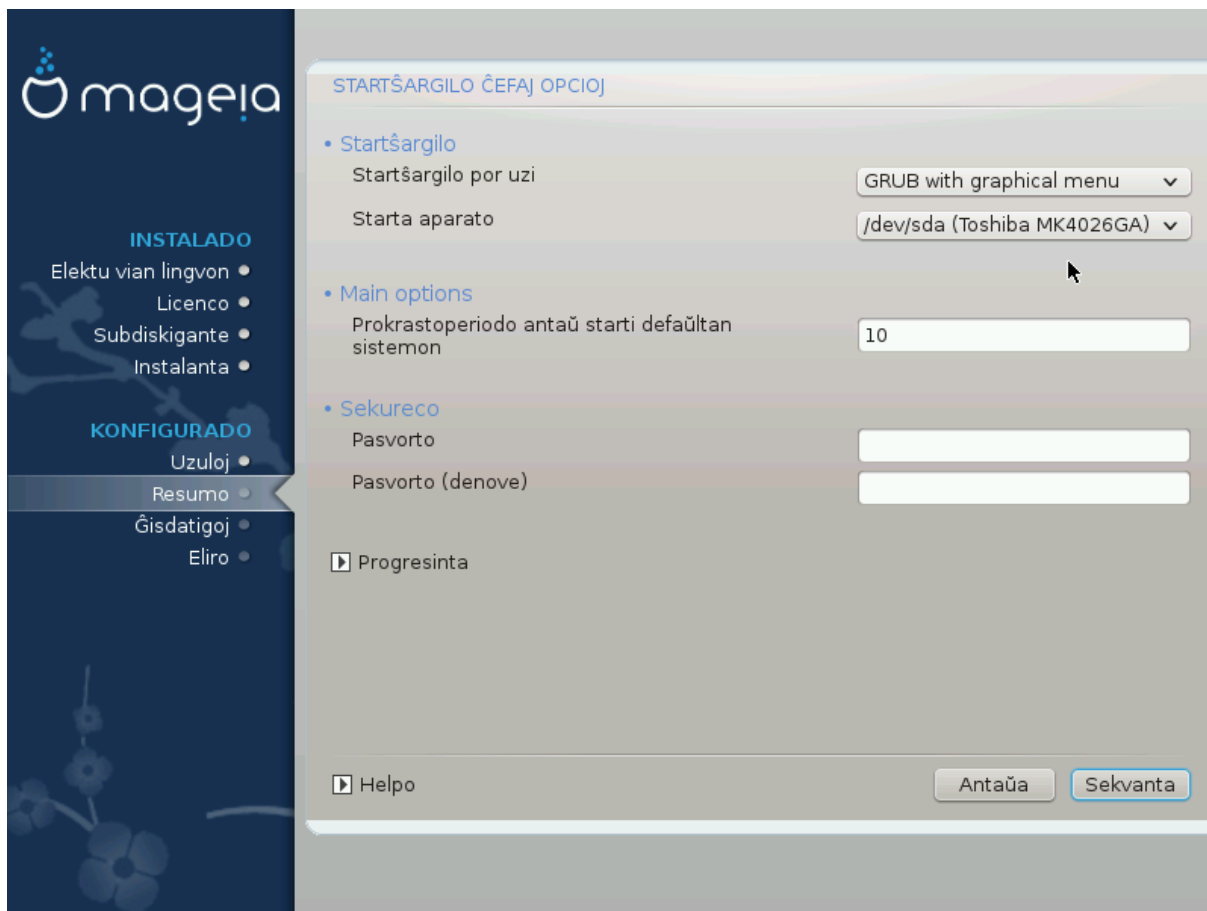 mageia
INSTALADO
Elektu vian lingvon
Licenco
Subdiskigante
Instalanta
KONFIGURADO
Uzuloj
Resumo
Ĝisdatigoj
Eliro
STARTŜARGILO ĈEFAJ OPCIOJ
• Startŝargilo
Startŝargilo por uzi
GRUB with graphical menu
Starta aparato
/dev/sda (Toshiba MK4026GA)
• Main options
Prokrastoperiodo antaŭ starti defaŭltan
sistemon
10
• Sekureco
Pasvorto
Pasvorto (denove)
Progresinta
Helpo
Antaŭa
Sekvanta